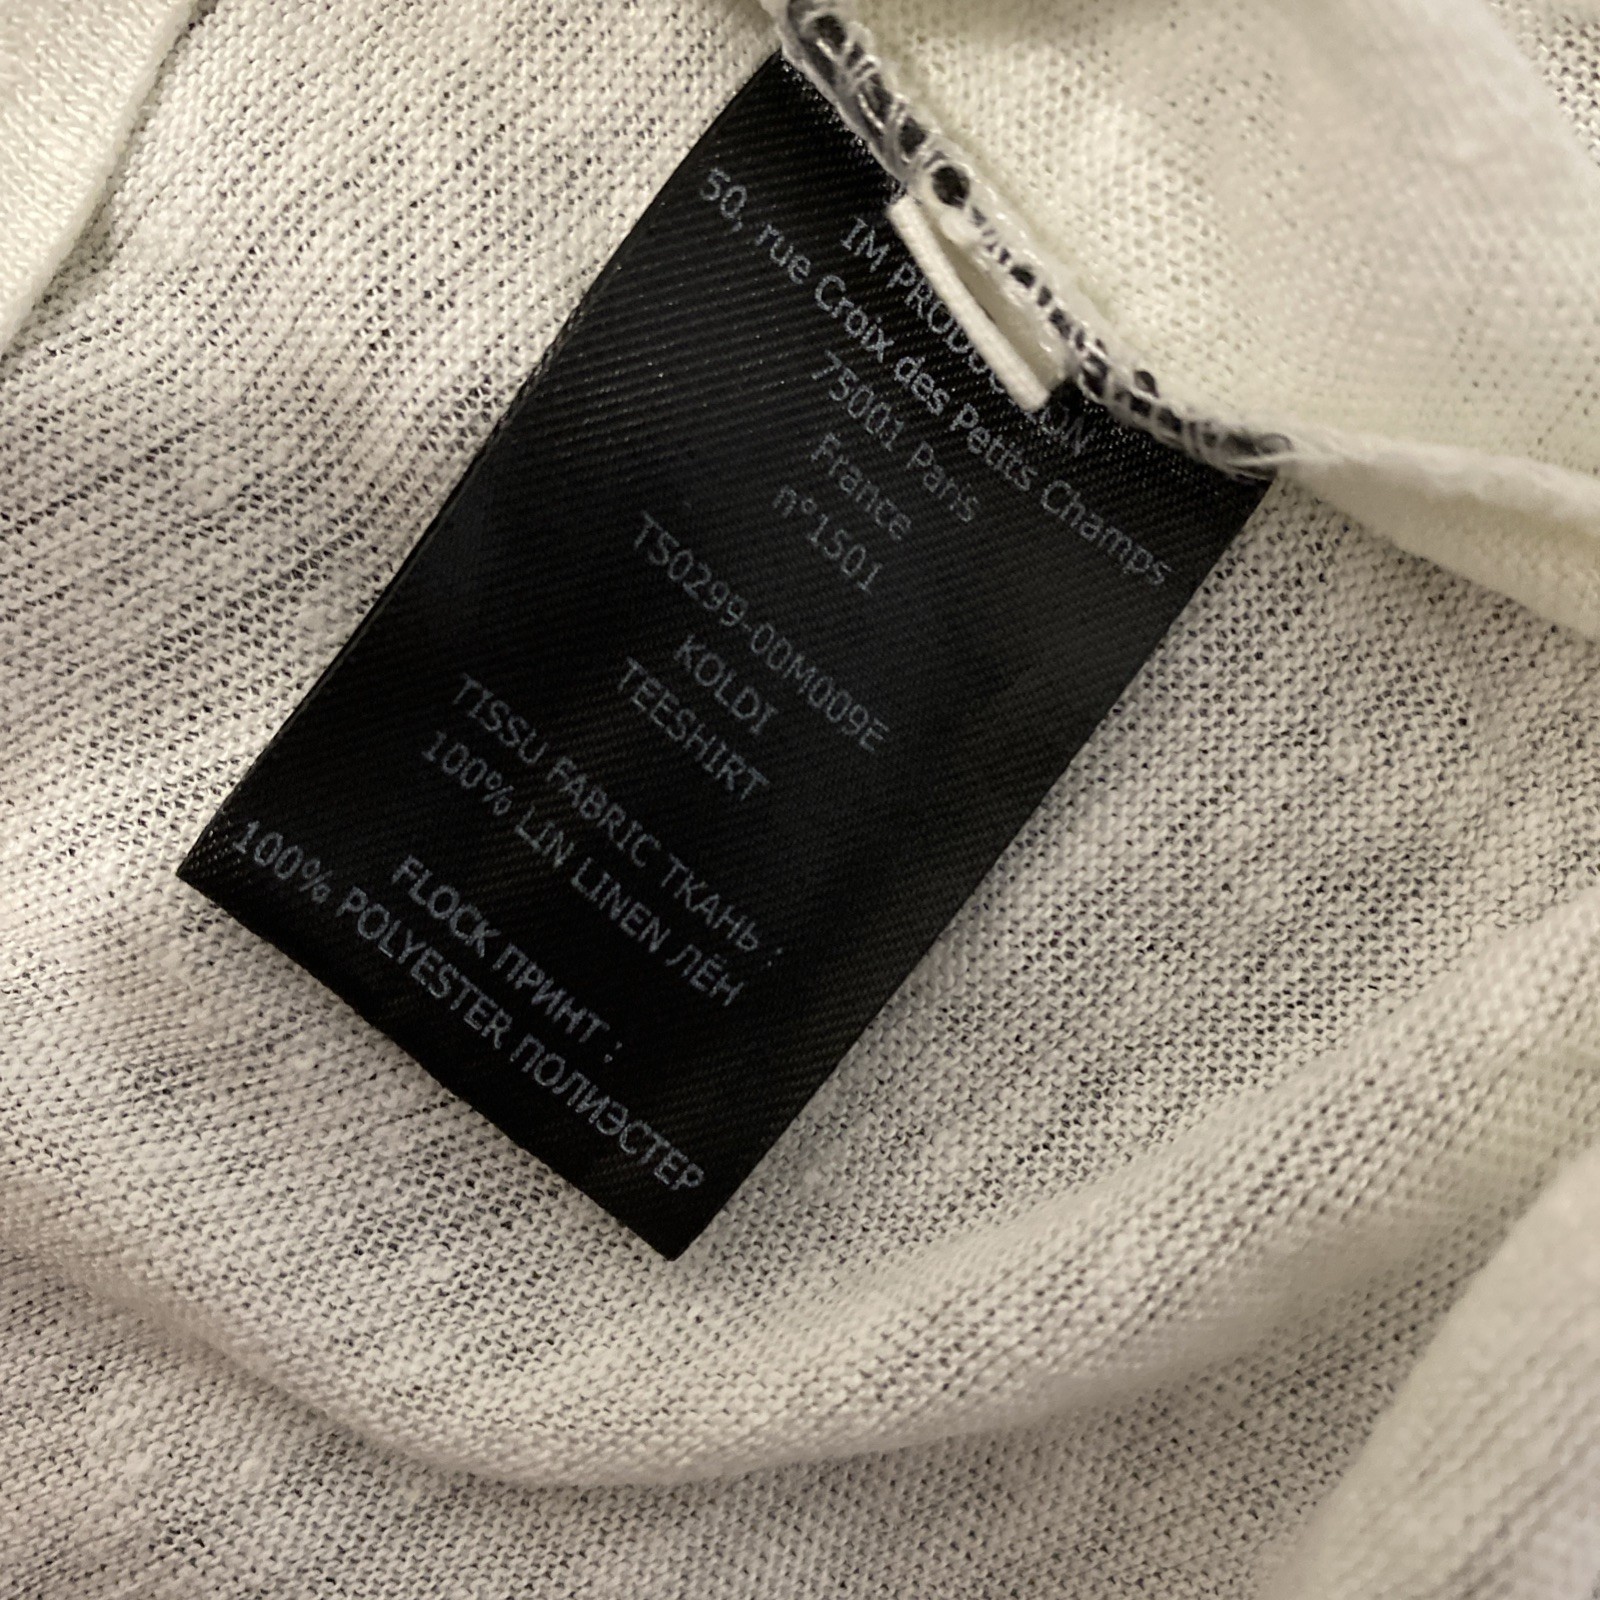 IM PRODUCTION
50, rue Croix des Petits Champs
75001 Paris
France
n°1501
TS0299-00M009E
KOLDI
TEESHIRT
TISSU FABRIC ТКАНЬ :
100% LIN LINEN ЛЁН
FLOCK ПРИНТ :
100% POLYESTER ПОЛИЭСТЕР